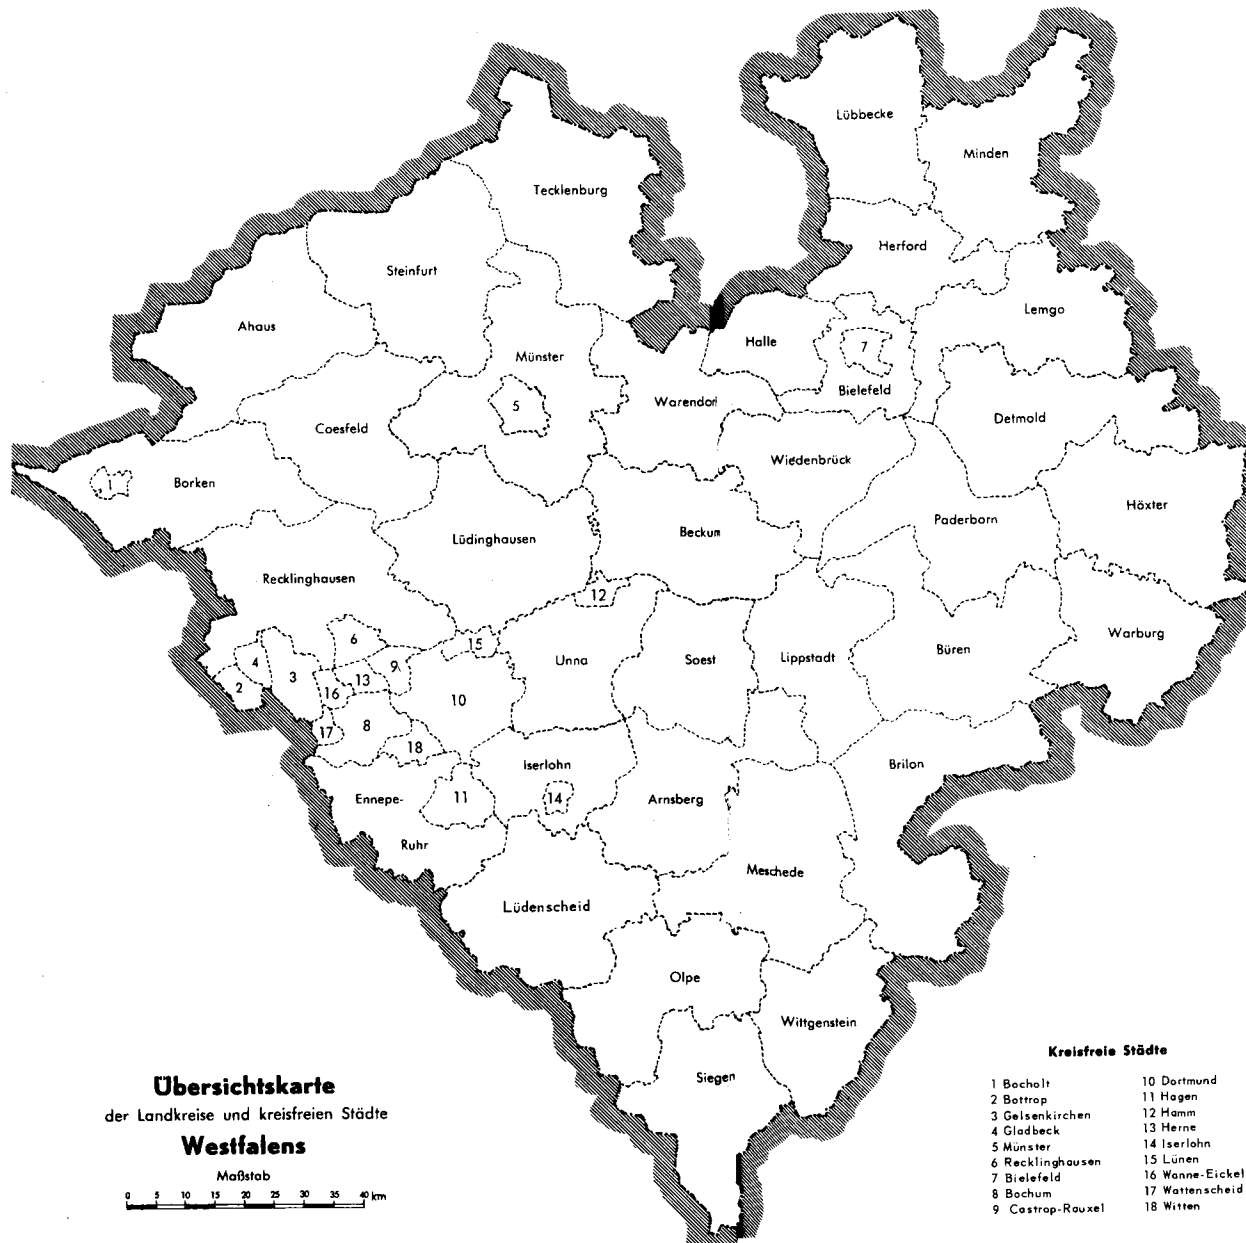 Lübbecke
Minden
Tecklenburg
Herford
Steinfurt
Lemgo
Ahaus
Halle
7
Münster
Bielefeld
Warendorf
5
Detmold
Coesfeld
Wiedenbrück
1
Borken
Höxter
Paderborn
Beckum
Lüdinghausen
Recklinghausen
12
Warburg
6
15
Büren
Lippstadt
Soest
Unna
4
9
3
13
2
16
10
17
8
18
Iserlohn
Brilon
Ennepe-
11
14
Arnsberg
Ruhr
Meschede
Lüdenscheid
Olpe
Wittgenstein
Siegen
Übersichtskarte
der Landkreise und kreisfreien Städte
Westfalens
Maßstab
0 5 10 15 20 25 30 35 40 km
Kreisfreie Städte
1 Bocholt
2 Bottrop
3 Gelsenkirchen
4 Gladbeck
5 Münster
6 Recklinghausen
7 Bielefeld
8 Bochum
9 Castrop-Rauxel
10 Dortmund
11 Hagen
12 Hamm
13 Herne
14 Iserlohn
15 Lünen
16 Wanne-Eickel
17 Wattenscheid
18 Witten